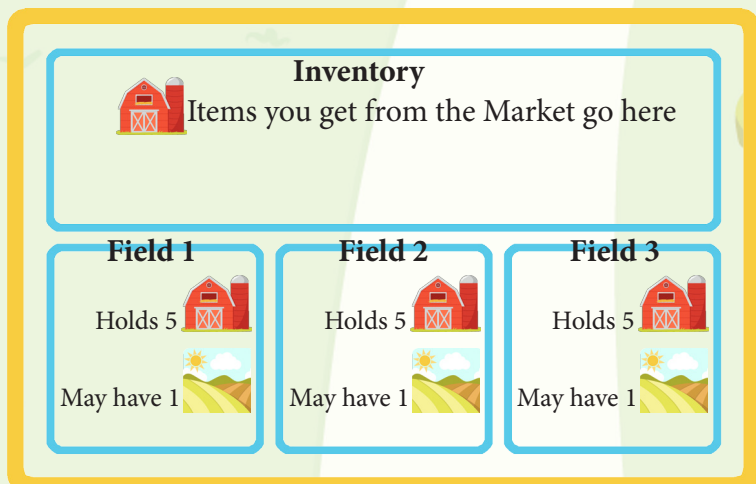 Inventory
Items you get from the Market go here
Field 1
Holds 5
May have 1
Field 2
Holds 5
May have 1
Field 3
Holds 5
May have 1